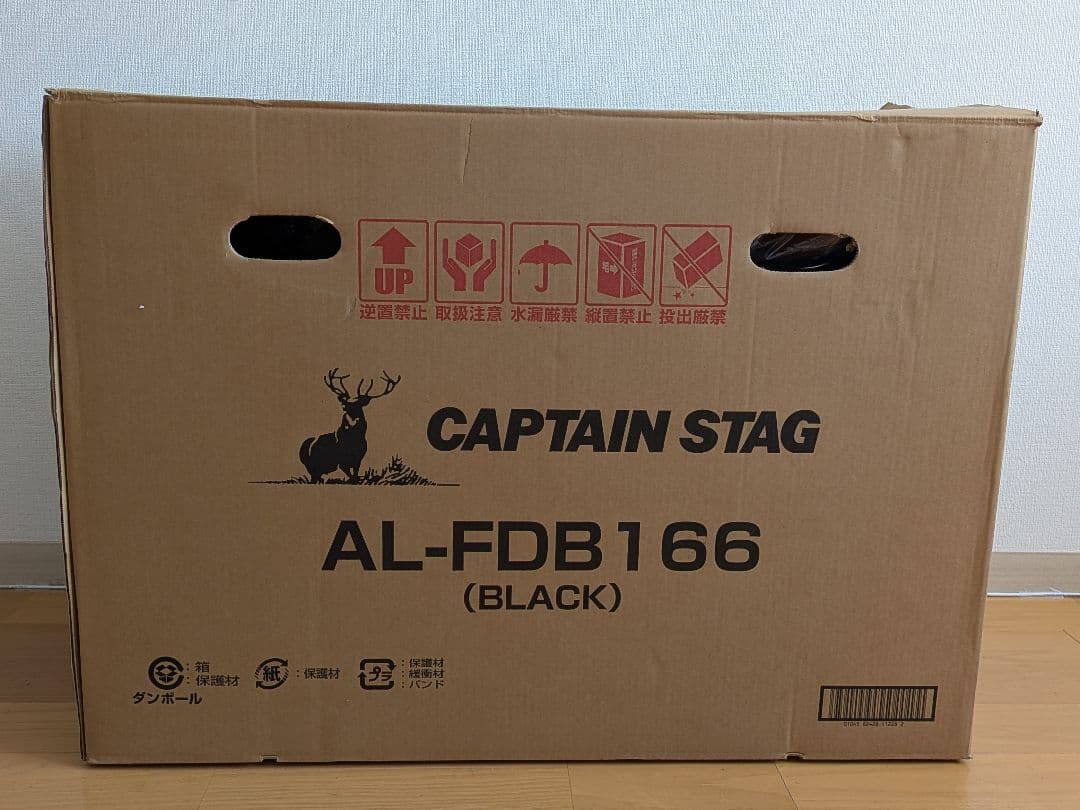 UP
逆置禁止 取扱注意 水漏厳禁 縦置禁止 投出厳禁
CAPTAIN STAG
AL-FDB166
(BLACK)
:箱
:保護材
ダンボール
紙 :保護材
プラ :保護材
:緩衝材
:バンド